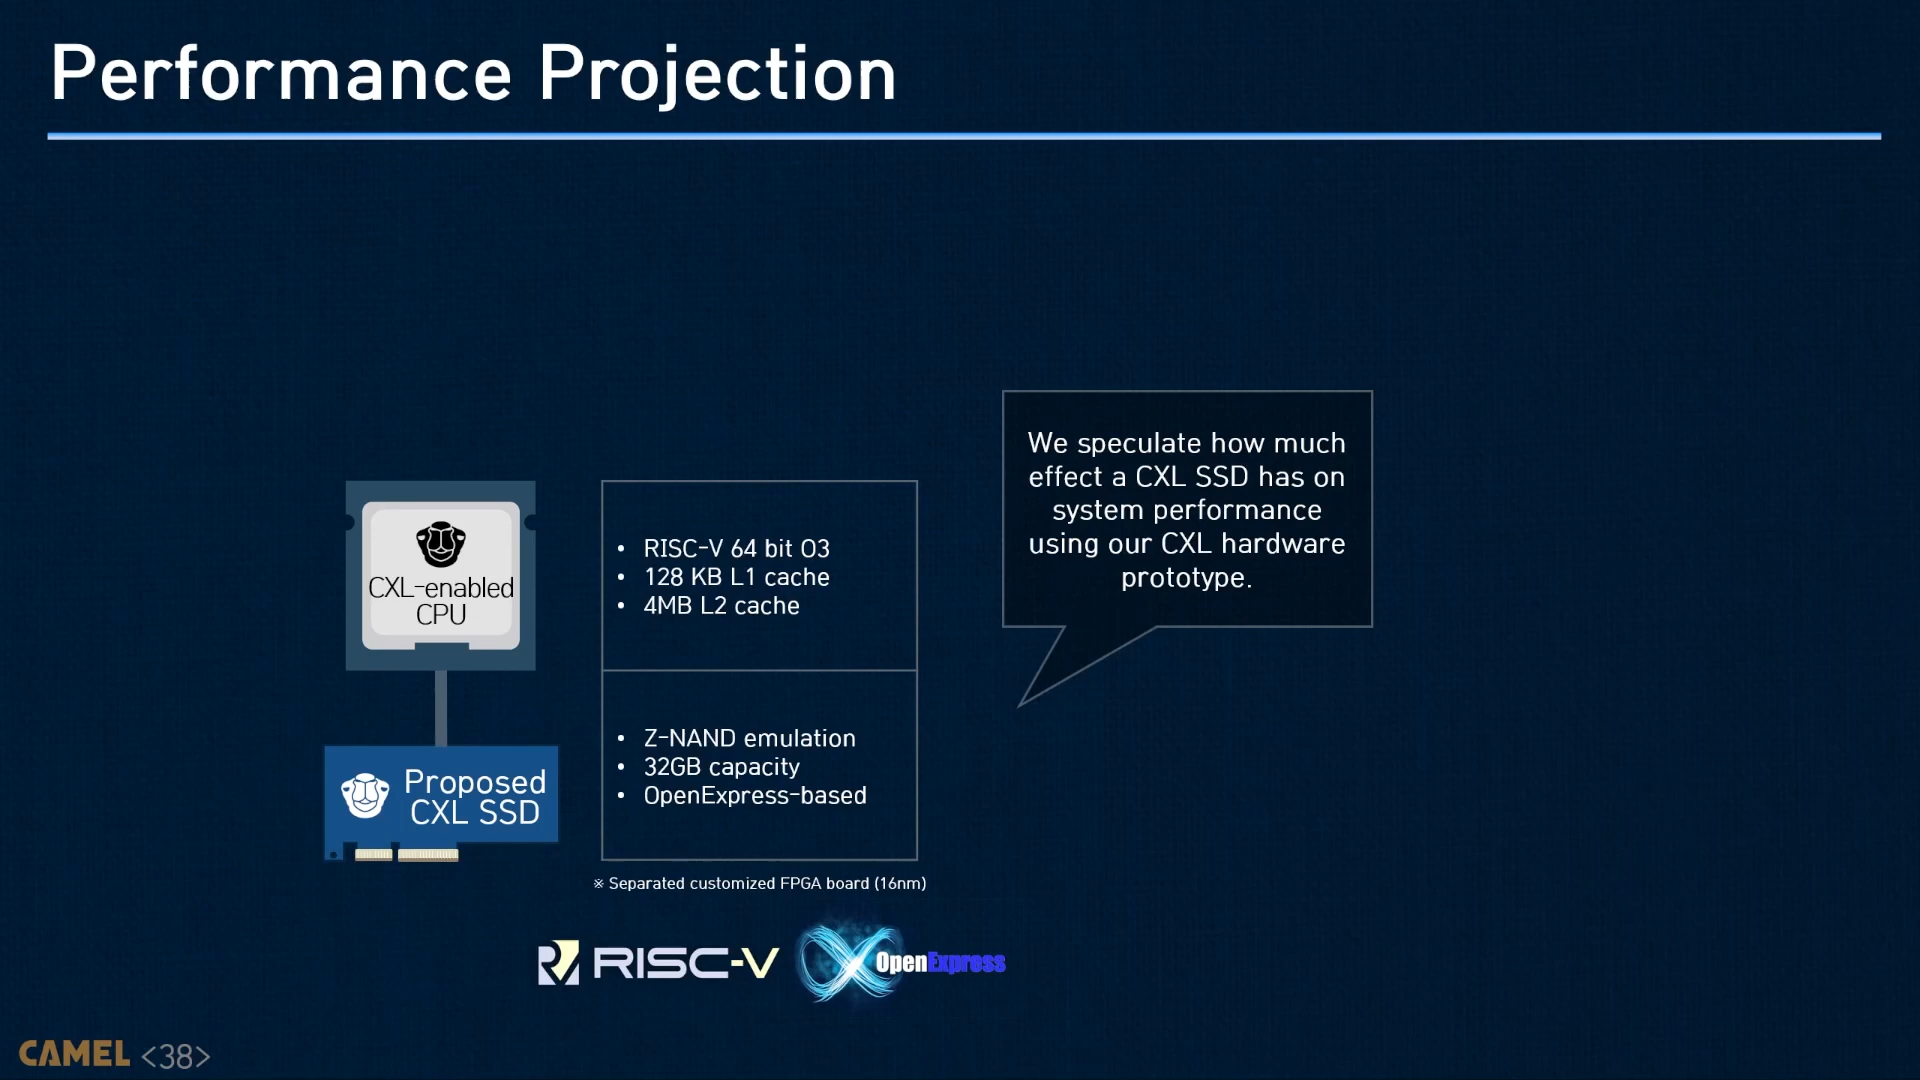 Performance Projection
We speculate how much
effect a CXL SSD has on
system performance
using our CXL hardware
prototype.
CXL-enabled
CPU
• RISC-V 64 bit O3
• 128 KB L1 cache
• 4MB L2 cache
Proposed
CXL SSD
• Z-NAND emulation
• 32GB capacity
• OpenExpress-based
※ Separated customized FPGA board (16nm)
RISC-V
OpenExpress
CAMEL <38>